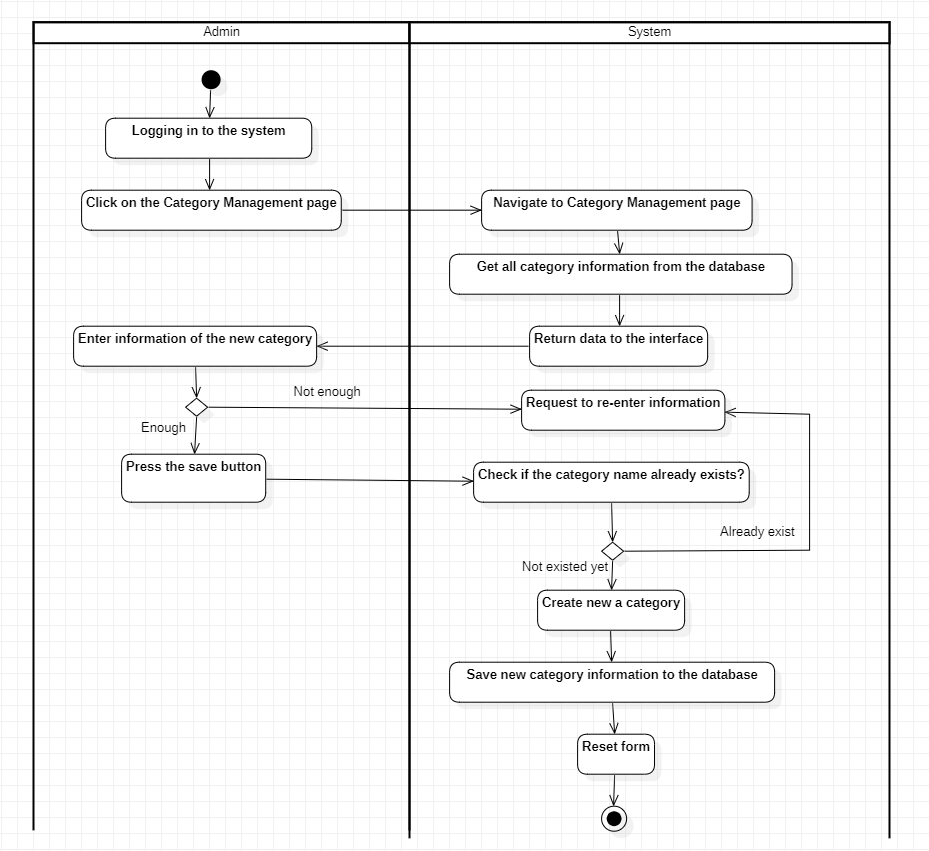 Admin
System
Logging in to the system
Click on the Category Management page
Navigate to Category Management page
Get all category information from the database
Enter information of the new category
Return data to the interface
Not enough
Request to re-enter information
Enough
Press the save button
Check if the category name already exists?
Already exist
Not existed yet
Create new a category
Save new category information to the database
Reset form